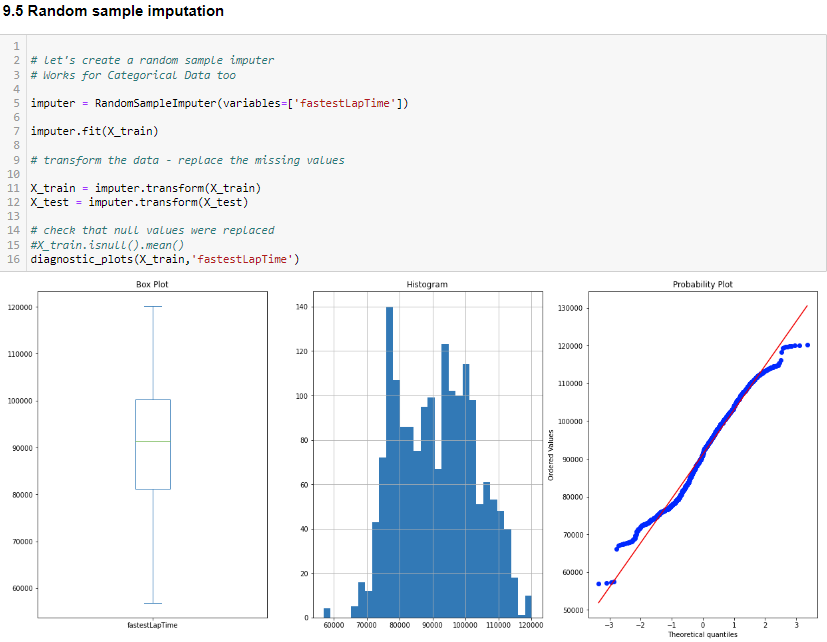 9.5 Random sample imputation
1
2 # let's create a random sample imputer
3 # Works for Categorical Data too
4
5 imputer = RandomSampleImputer(variables=['fastestLapTime'])
6
7 imputer.fit(X_train)
8
9 # transform the data - replace the missing values
10
11 X_train = imputer.transform(X_train)
12 X_test = imputer.transform(X_test)
13
14 # check that null values were replaced
15 #X_train.isnull().mean()
16 diagnostic_plots(X_train,'fastestLapTime')
Box Plot
120000
110000
100000
90000
80000
70000
60000
fastestLapTime
Histogram
140
120
100
80
60
40
20
0
60000 70000 80000 90000 100000 110000 120000
Probability Plot
Ordered Values
130000
120000
110000
100000
90000
80000
70000
60000
50000
−3 −2 −1 0 1 2 3
Theoretical quantiles